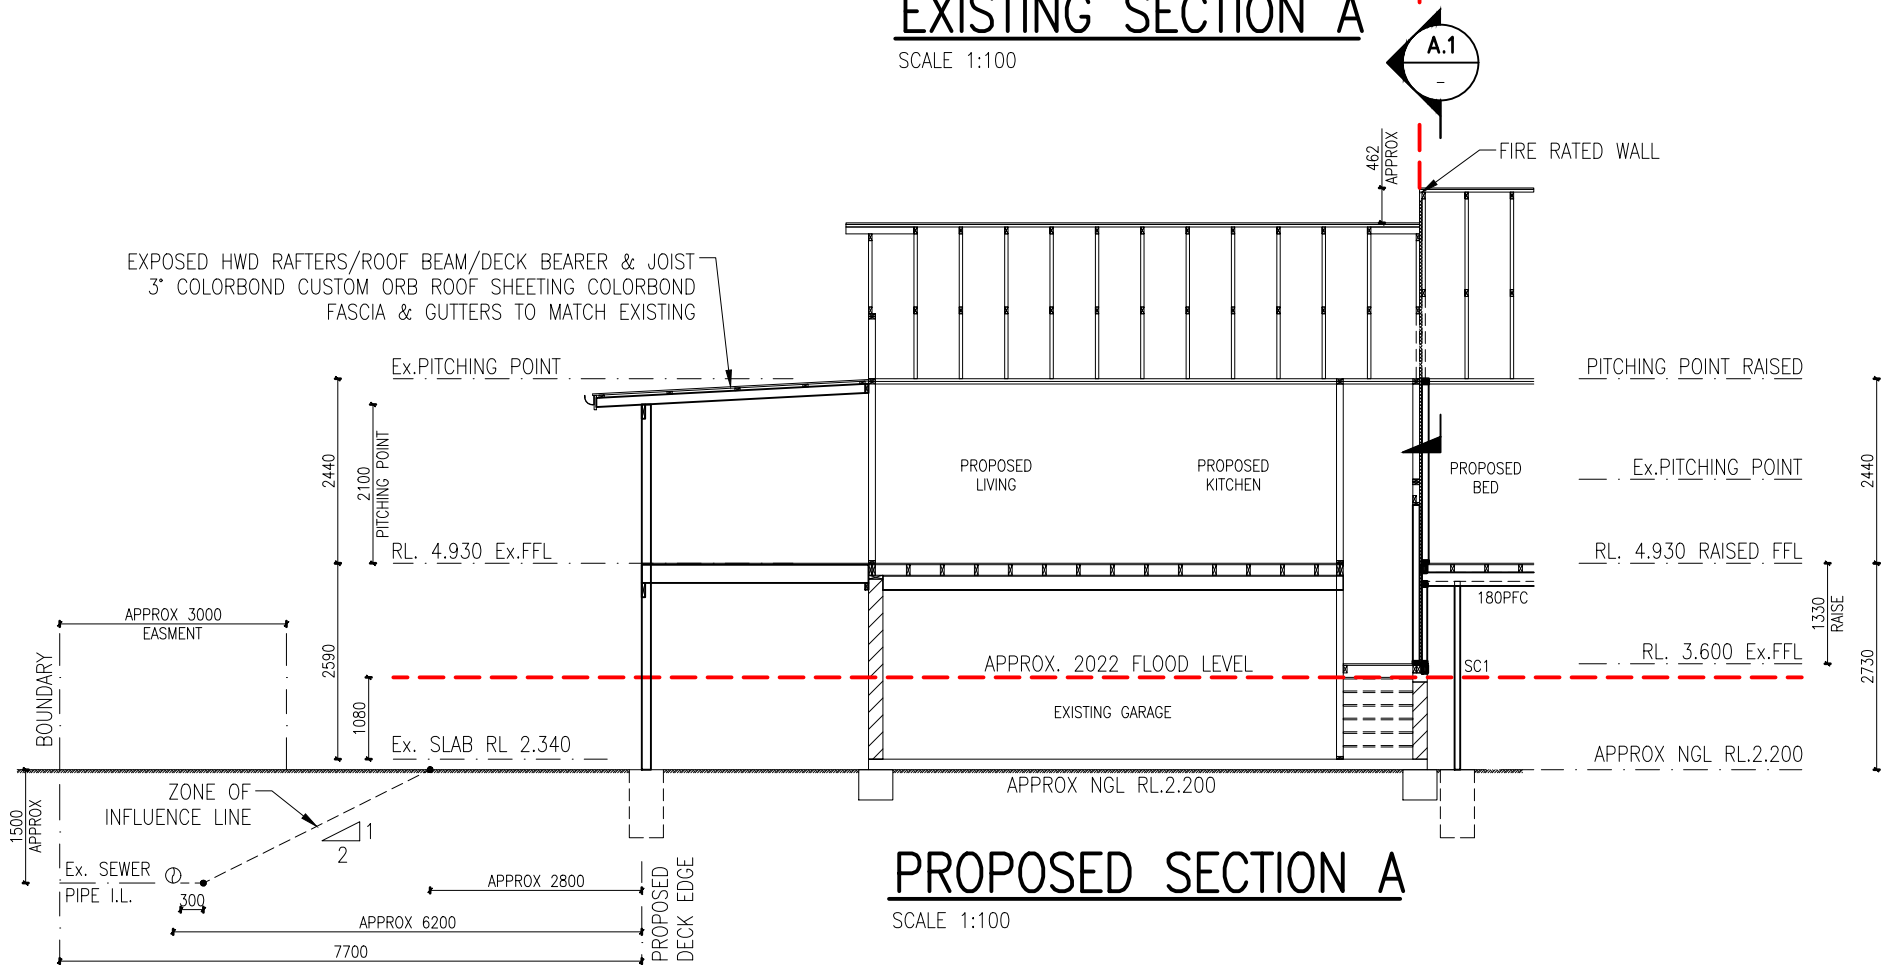 EXISTING SECTION A
SCALE 1:100
A.1
-
462
APPROX
FIRE RATED WALL
EXPOSED HWD RAFTERS/ROOF BEAM/DECK BEARER & JOIST
3° COLORBOND CUSTOM ORB ROOF SHEETING COLORBOND
FASCIA & GUTTERS TO MATCH EXISTING
Ex.PITCHING POINT
PITCHING POINT RAISED
2440
2100
PITCHING POINT
PROPOSED
LIVING
PROPOSED
KITCHEN
PROPOSED
BED
Ex.PITCHING POINT
2440
RL. 4.930 Ex.FFL
RL. 4.930 RAISED FFL
180PFC
1330
RAISE
APPROX 3000
EASMENT
BOUNDARY
2590
1080
APPROX. 2022 FLOOD LEVEL
SC1
RL. 3.600 Ex.FFL
2730
EXISTING GARAGE
Ex. SLAB RL 2.340
APPROX NGL RL.2.200
APPROX NGL RL.2.200
ZONE OF
INFLUENCE LINE
1
2
1500
APPROX
Ex. SEWER
PIPE I.L.
300
APPROX 2800
APPROX 6200
7700
PROPOSED
DECK EDGE
PROPOSED SECTION A
SCALE 1:100